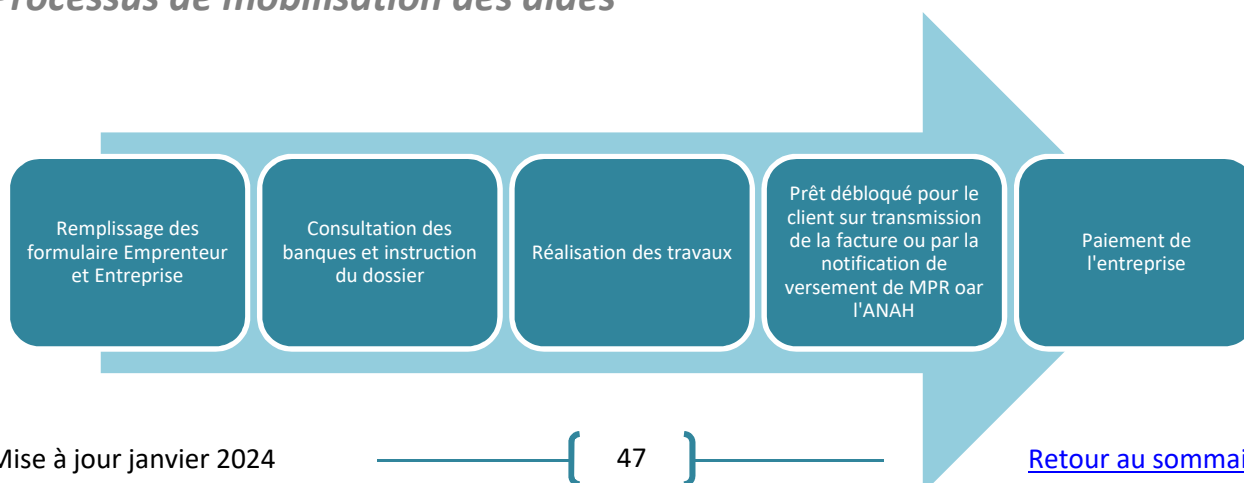 Processus de mobilisation des aides
Remplissage des
formulaire Emprenteur
et Entreprise
Consultation des
banques et instruction
du dossier
Réalisation des travaux
Prêt débloqué pour le
client sur transmission
de la facture ou par la
notification de
versement de MPR oar
l'ANAH
Paiement de
l'entreprise
Mise à jour janvier 2024
47
Retour au sommai